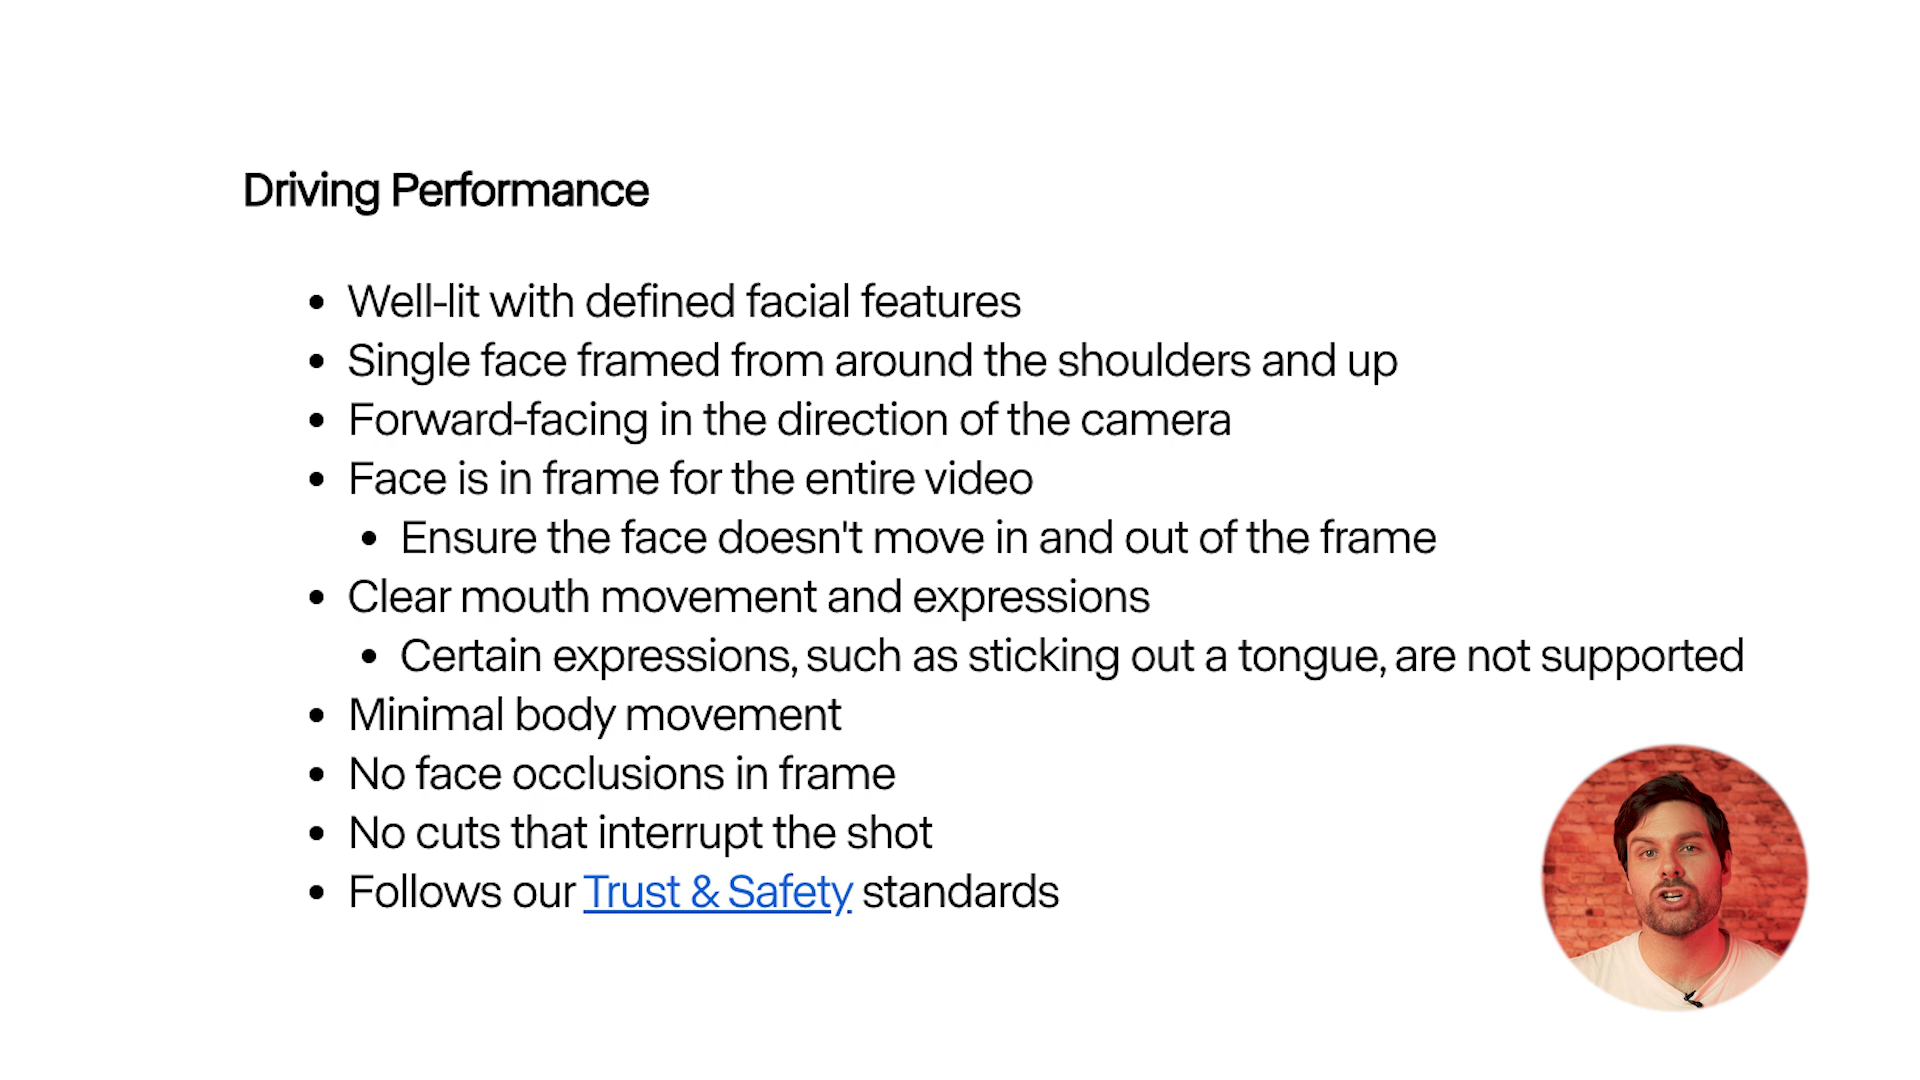 Driving Performance
Well-lit with defined facial features
Single face framed from around the shoulders and up
Forward-facing in the direction of the camera
Face is in frame for the entire video
Ensure the face doesn't move in and out of the frame
Clear mouth movement and expressions
Certain expressions, such as sticking out a tongue, are not supported
Minimal body movement
No face occlusions in frame
No cuts that interrupt the shot
Follows our Trust & Safety standards